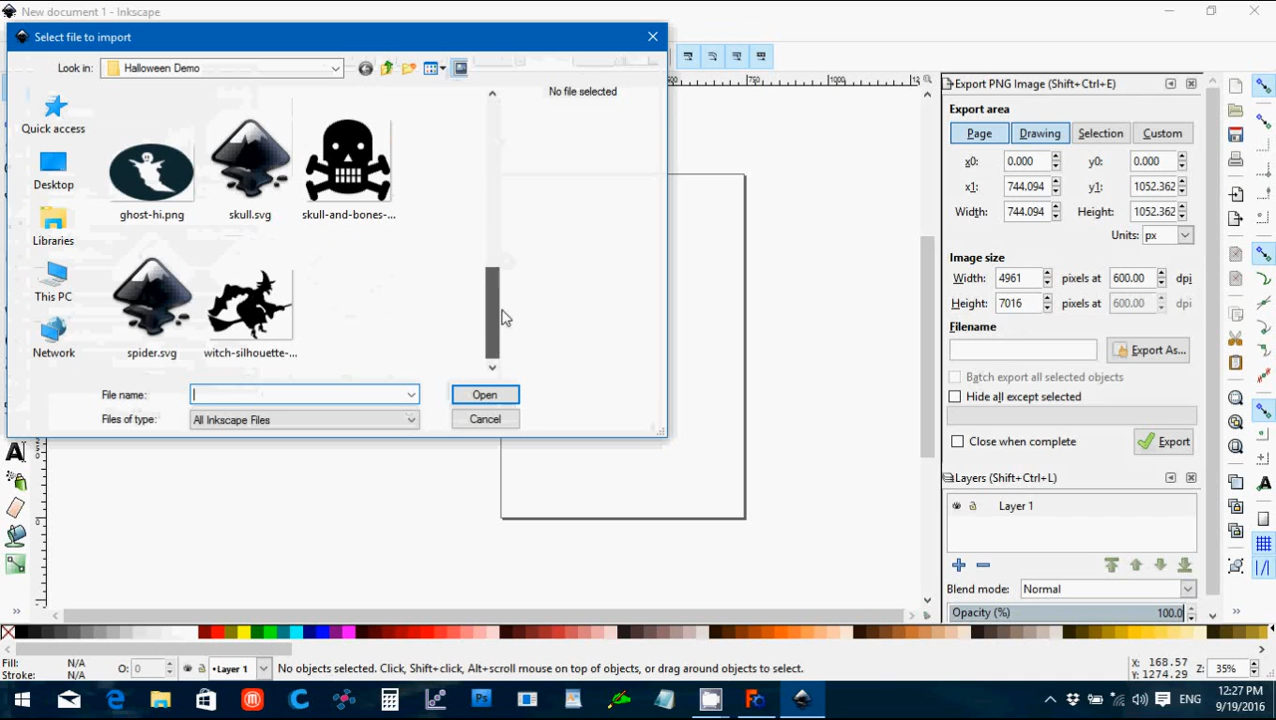 New document 1 - Inkscape
Select file to import
Look in: Halloween Demo
No file selected
Quick access
Desktop
Libraries
This PC
Network
ghost-hi.png
skull.svg
skull-and-bones-...
spider.svg
witch-silhouette-...
File name:
Open
Files of type: All Inkscape Files
Cancel
750
1000
Export PNG Image (Shift+Ctrl+E)
Export area
Page Drawing Selection Custom
x0: 0.000 y0: 0.000
x1: 744.094 y1: 1052.362
Width: 744.094 Height: 1052.362
Units: px
Image size
Width: 4961 pixels at 600.00 dpi
Height: 7016 pixels at 600.00 dpi
Filename
Export As...
Batch export all selected objects
Hide all except selected
Close when complete Export
Layers (Shift+Ctrl+L)
Layer 1
Blend mode: Normal
Opacity (%) 100.0
Fill: N/A
Stroke: N/A
O: 0
Layer 1
No objects selected. Click, Shift+click, Alt+scroll mouse on top of objects, or drag around objects to select.
X: 168.57
Y: 1274.29
Z: 35%
ENG
12:27 PM
9/19/2016